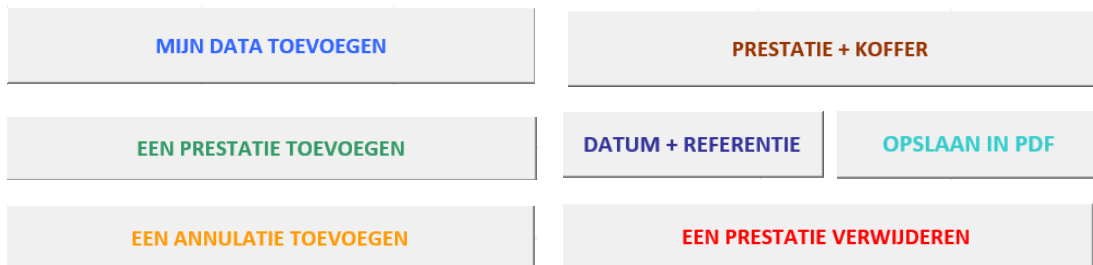 MIJN DATA TOEVOEGEN
PRESTATIE + KOFFER
EEN PRESTATIE TOEVOEGEN
DATUM + REFERENTIE
OPSLAAN IN PDF
EEN ANNULATIE TOEVOEGEN
EEN PRESTATIE VERWIJDEREN